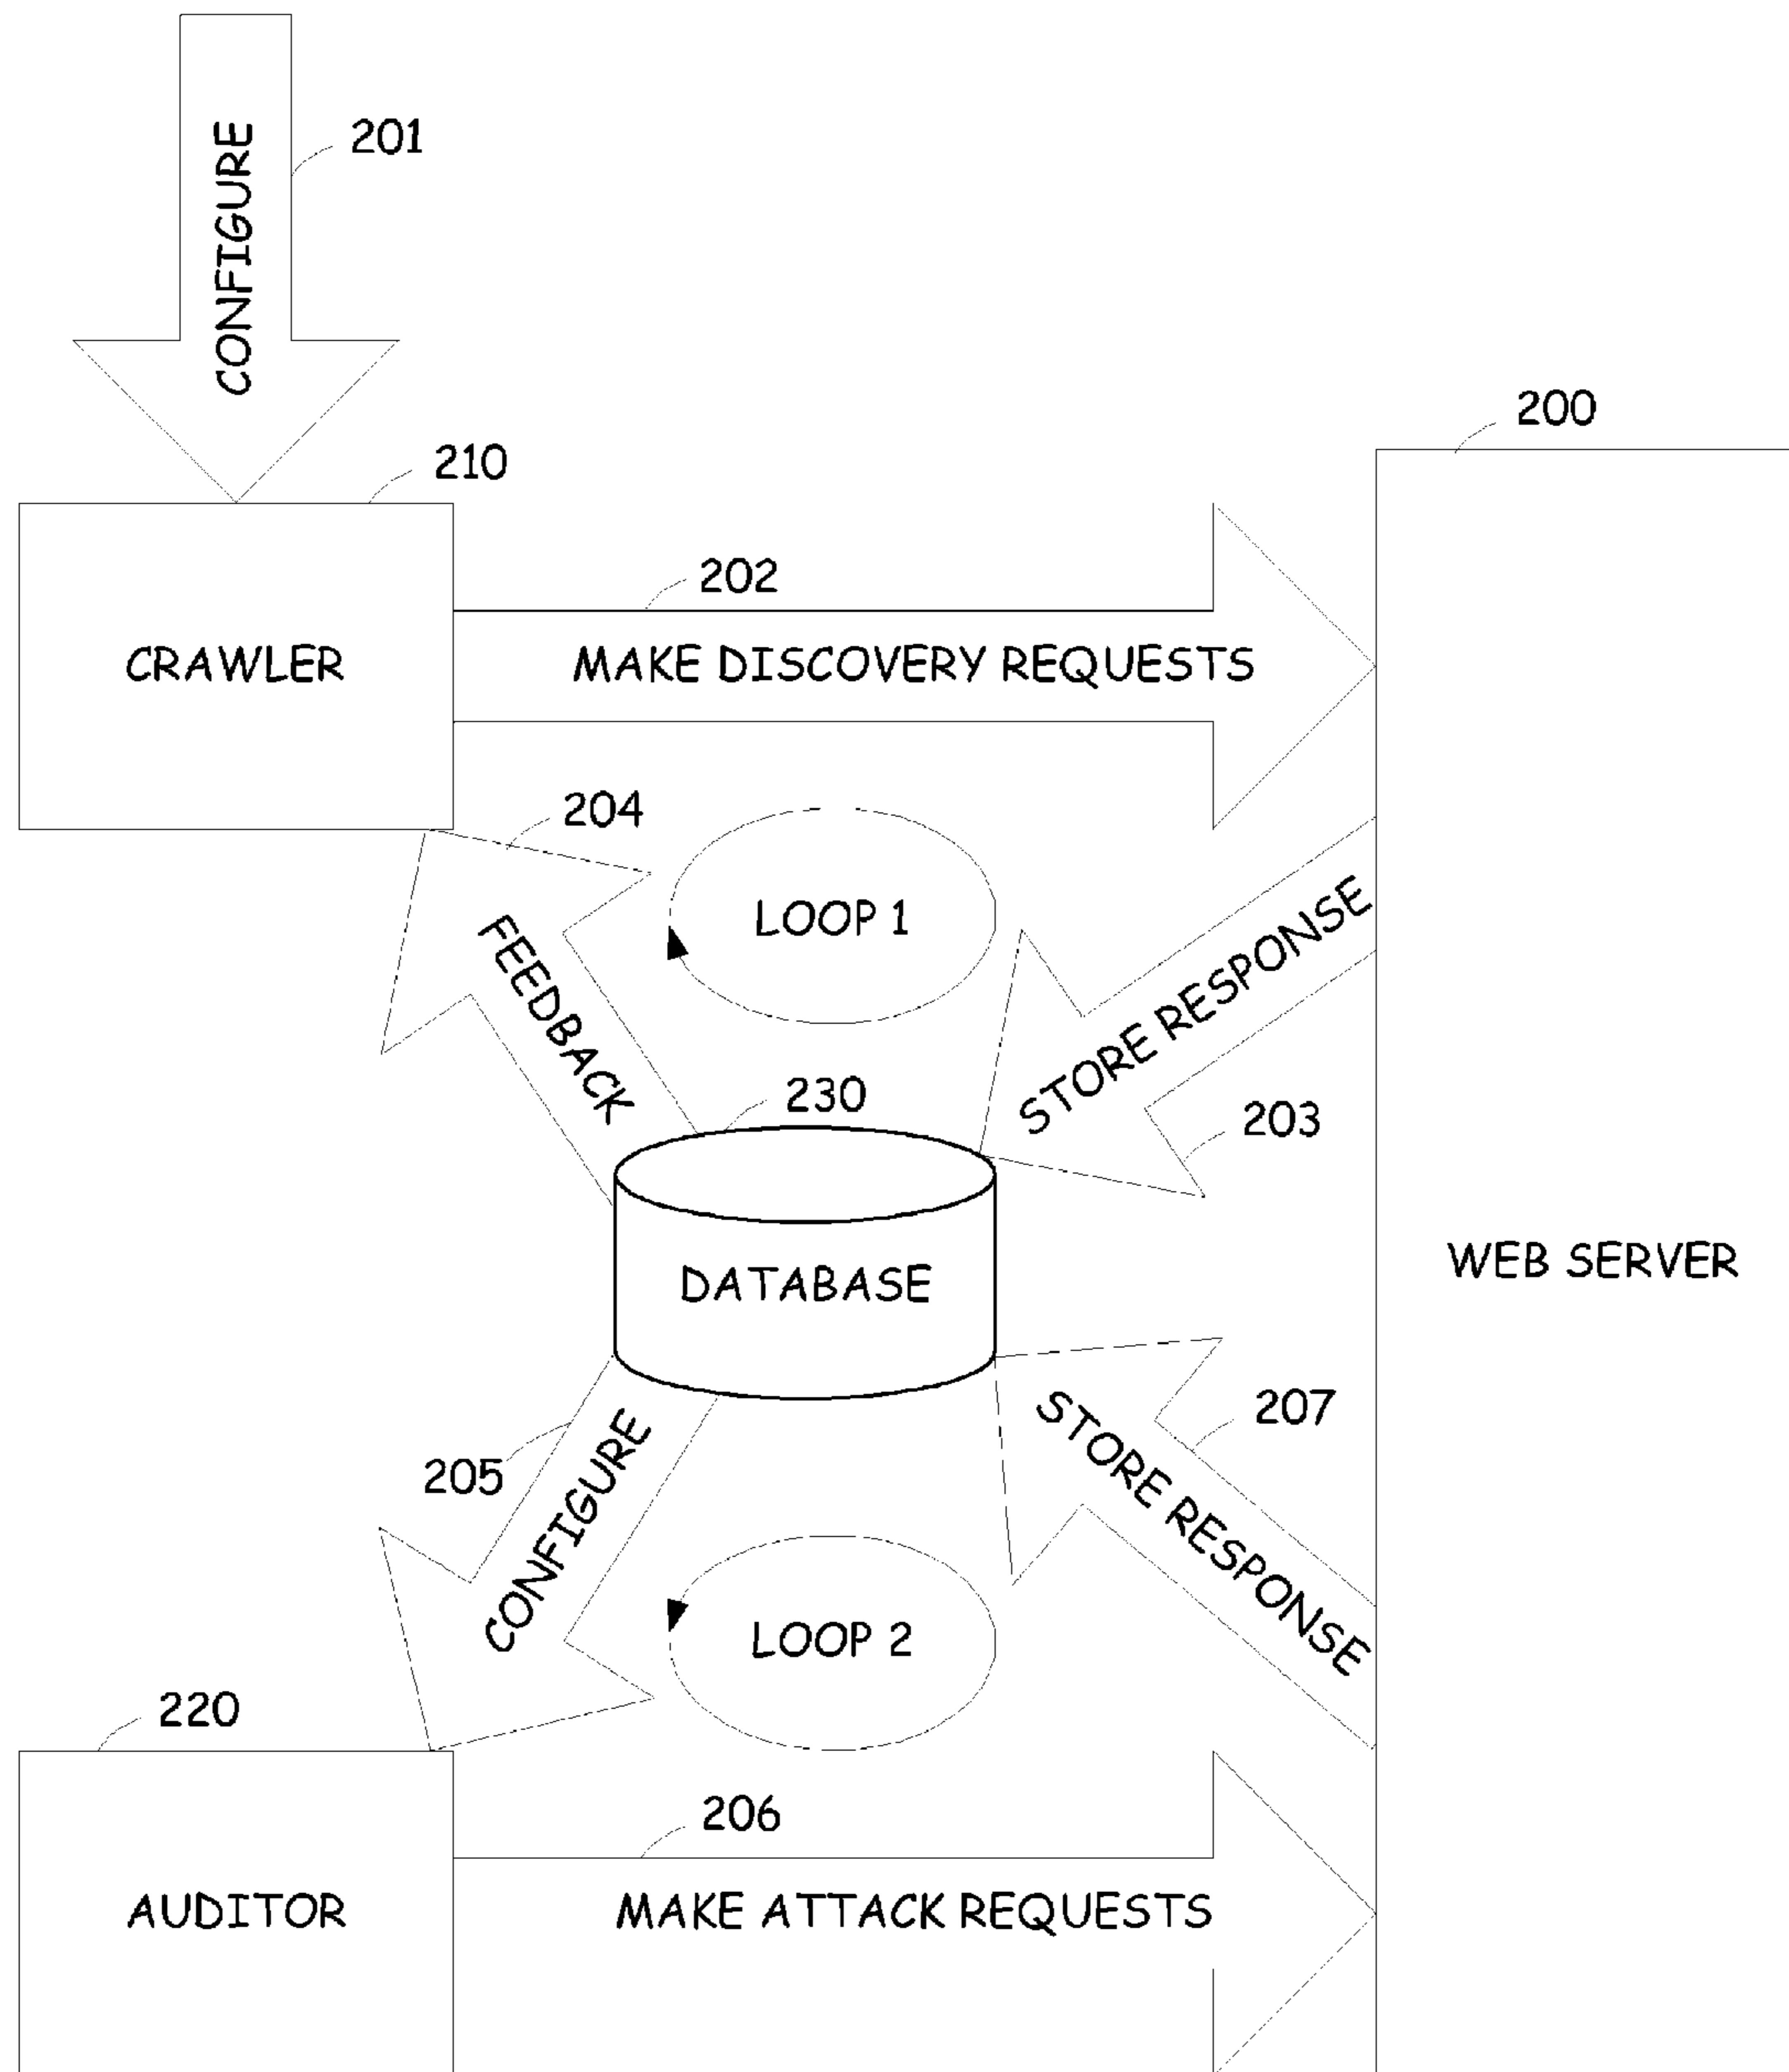 CONFIGURE
201
200
210
202
CRAWLER
MAKE DISCOVERY REQUESTS
204
LOOP 1
STORE RESPONSE
FEEDBACK
230
203
DATABASE
WEB SERVER
207
205
CONFIGURE
STORE RESPONSE
LOOP 2
220
206
AUDITOR
MAKE ATTACK REQUESTS